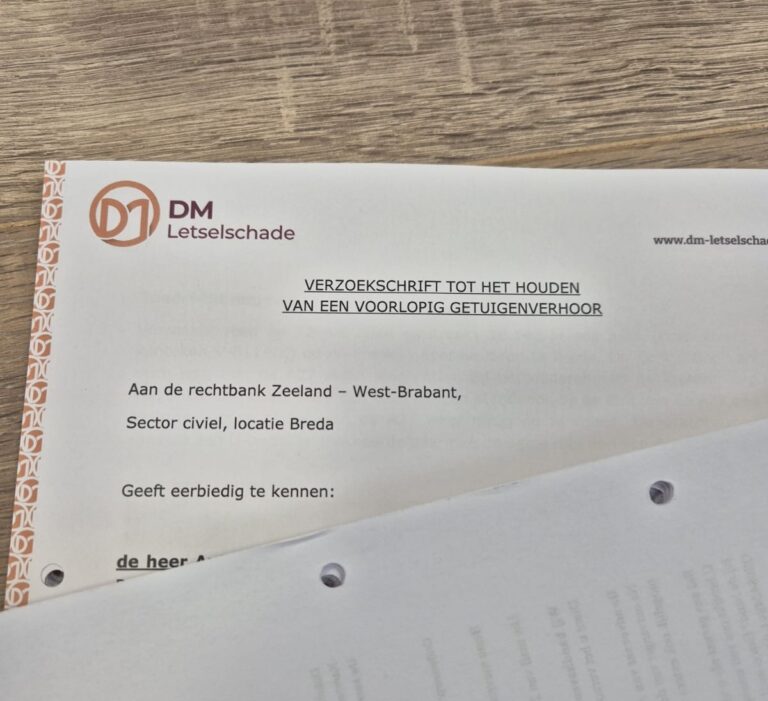 DM
Letselschade
www.dm-letselschade
VERZOEKSCHRIFT TOT HET HOUDEN
VAN EEN VOORLOPIG GETUIGENVERHOOR
Aan de rechtbank Zeeland – West-Brabant,
Sector civiel, locatie Breda
Geeft eerbiedig te kennen:
de heer A